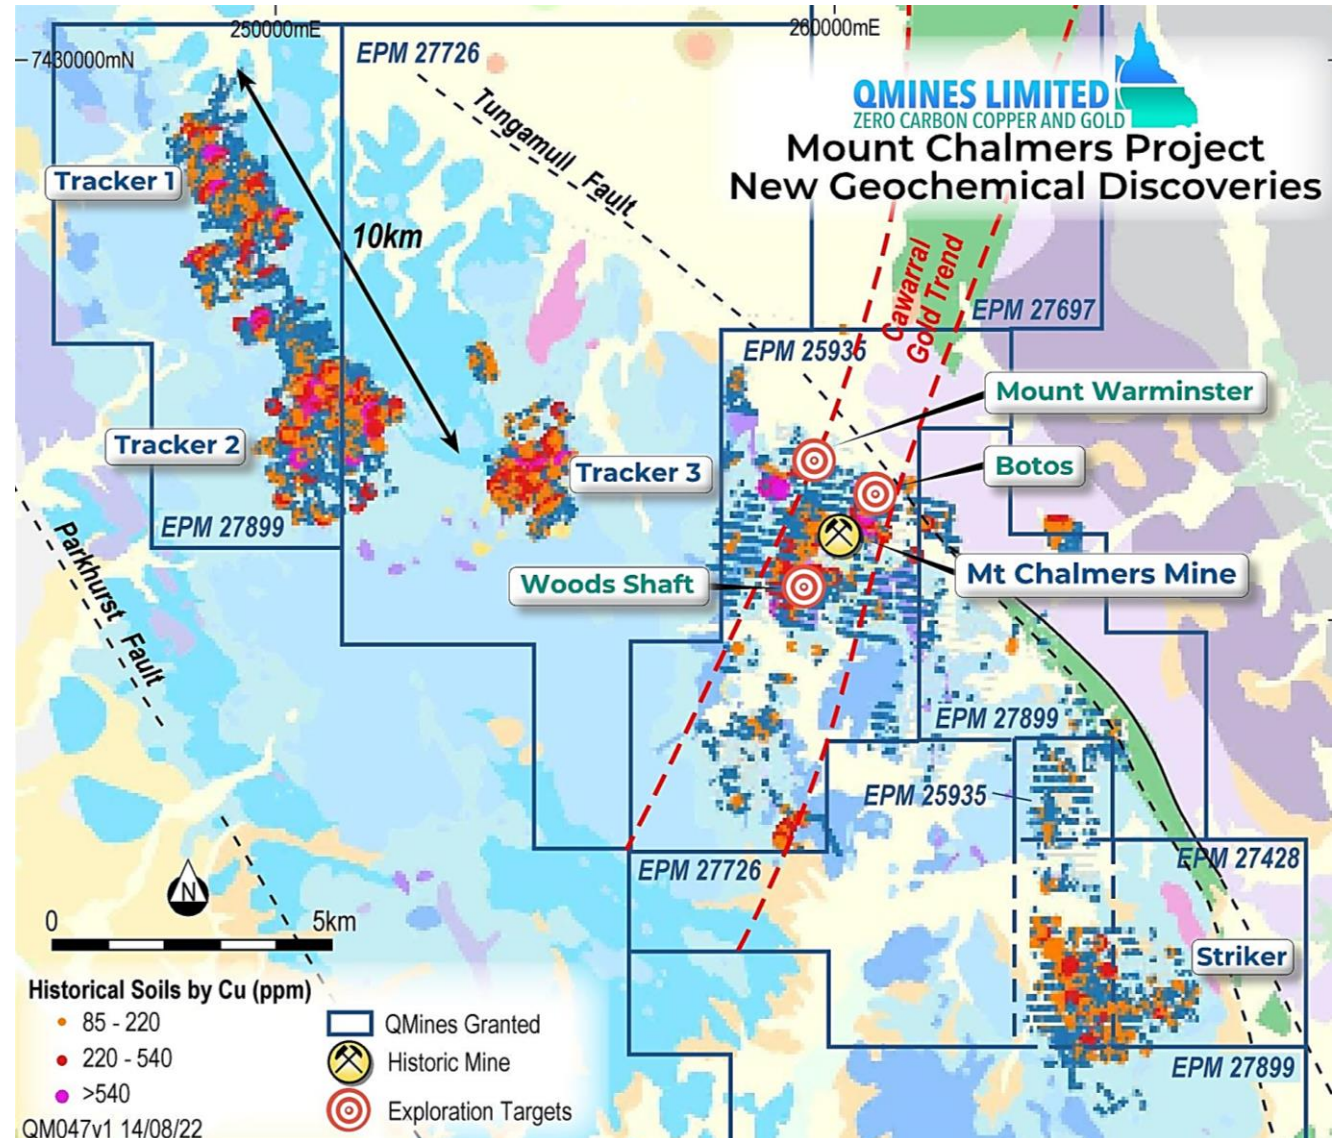 250000mE
260000mE
7430000mN
EPM 27726
QMINES LIMITED
ZERO CARBON COPPER AND GOLD
Mount Chalmers Project
New Geochemical Discoveries
Tungamull Fault
Tracker 1
10km
Cawarral
Gold Trend
EPM 27697
EPM 25935
Mount Warminster
Tracker 2
Tracker 3
Botos
EPM 27899
Parkhurst Fault
Woods Shaft
Mt Chalmers Mine
EPM 27899
EPM 25935
EPM 27726
EPM 27428
N
0
5km
Striker
Historical Soils by Cu (ppm)
85 - 220
220 - 540
>540
QMines Granted
Historic Mine
Exploration Targets
EPM 27899
QM047v1 14/08/22